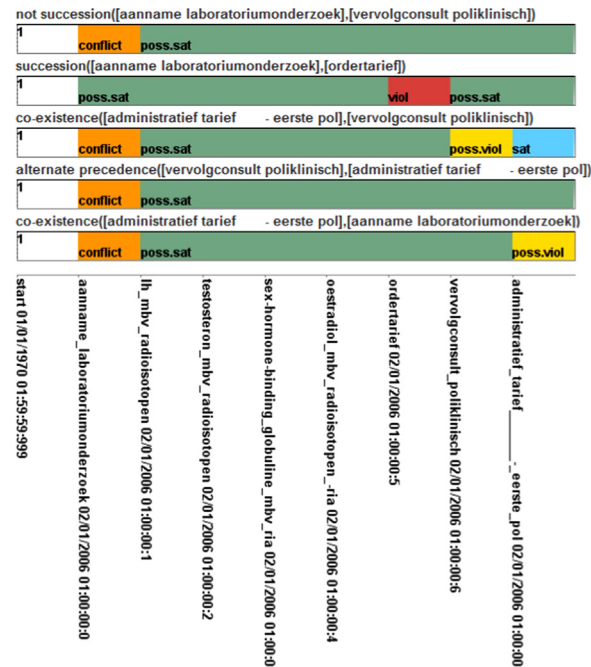 not succession([aanname laboratoriumonderzoek],[vervolgconsult poliklinisch])
1
conflict poss.sat
succession([aanname laboratoriumonderzoek],[ordertarief])
1
poss.sat viol poss.sat
co-existence([administratief tarief - eerste pol],[vervolgconsult poliklinisch])
1
conflict poss.sat poss.viol sat
alternate precedence([vervolgconsult poliklinisch],[administratief tarief - eerste pol])
1
conflict poss.sat
co-existence([administratief tarief - eerste pol],[aanname laboratoriumonderzoek])
1
conflict poss.sat poss.viol
start 01/01/1970 01:59:59:999
aanname_laboratoriumonderzoek 02/01/2006 01:00:00:0
lh_mbv_radioisotopen 02/01/2006 01:00:00:1
testosteron_mbv_radioisotopen 02/01/2006 01:00:00:2
sex-hormone-binding_globuline_mbv_ria 02/01/2006 01:00:0
oestradiol_mbv_radioisotopen_-ria 02/01/2006 01:00:00:4
ordertarief 02/01/2006 01:00:00:5
vervolgconsult_poliklinisch 02/01/2006 01:00:00:6
administratief_tarief_______-_eerste_pol 02/01/2006 01:00:00